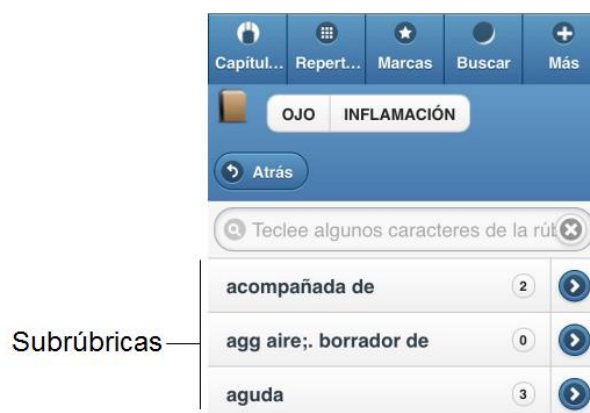 Capítul... Repert... Marcas Buscar Más
OJO INFLAMACIÓN
Atrás
Teclee algunos caracteres de la rúb
acompañada de 2
Subrúbricas
agg aire;. borrador de 0
aguda 3